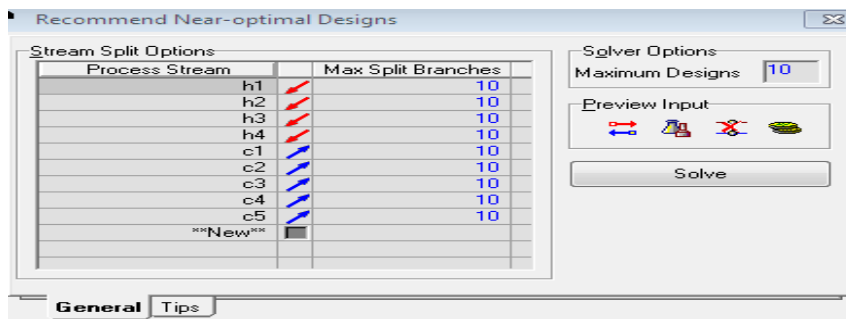 Recommend Near-optimal Designs
Stream Split Options
Process Stream Max Split Branches
h1 10
h2 10
h3 10
h4 10
c1 10
c2 10
c3 10
c4 10
c5 10
**New**
Solver Options
Maximum Designs 10
Preview Input
Solve
General Tips